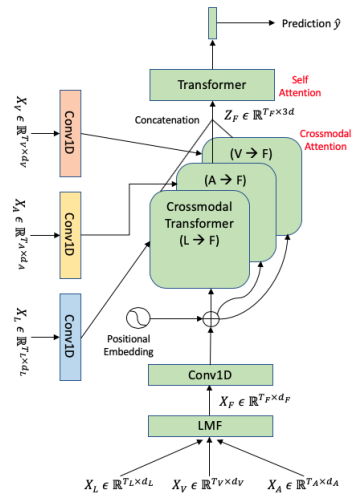 Prediction ŷ
Transformer
Self
Attention
Concatenation
Z_F ϵ ℝ^{T_F×3d}
Crossmodal
Attention
X_V ϵ ℝ^{T_V×d_V}
Conv1D
(V → F)
(A → F)
X_A ϵ ℝ^{T_A×d_A}
Conv1D
Crossmodal
Transformer
(L → F)
X_L ϵ ℝ^{T_L×d_L}
Conv1D
Positional
Embedding
Conv1D
X_F ϵ ℝ^{T_F×d_F}
LMF
X_L ϵ ℝ^{T_L×d_L} X_V ϵ ℝ^{T_V×d_V} X_A ϵ ℝ^{T_A×d_A}